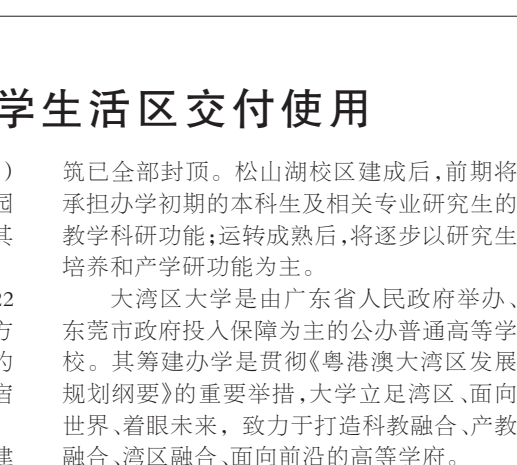 学生活区交付使用
）
园
其
22
方
的
宿
建
筑已全部封顶。松山湖校区建成后，前期将
承担办学初期的本科生及相关专业研究生的
教学科研功能；运转成熟后，将逐步以研究生
培养和产学研功能为主。
大湾区大学是由广东省人民政府举办、
东莞市政府投入保障为主的公办普通高等学
校。其筹建办学是贯彻《粤港澳大湾区发展
规划纲要》的重要举措，大学立足湾区、面向
世界、着眼未来，致力于打造科教融合、产教
融合、湾区融合、面向前沿的高等学府。